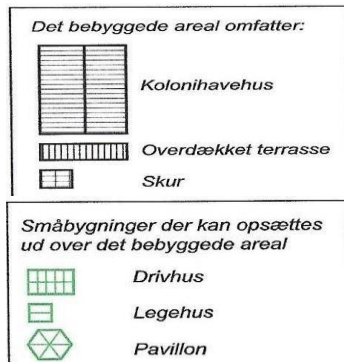 Det bebyggede areal omfatter:
Kolonihavehus
Overdækket terrasse
Skur
Småbygninger der kan opsættes
ud over det bebyggede areal
Drivhus
Legehus
Pavillon